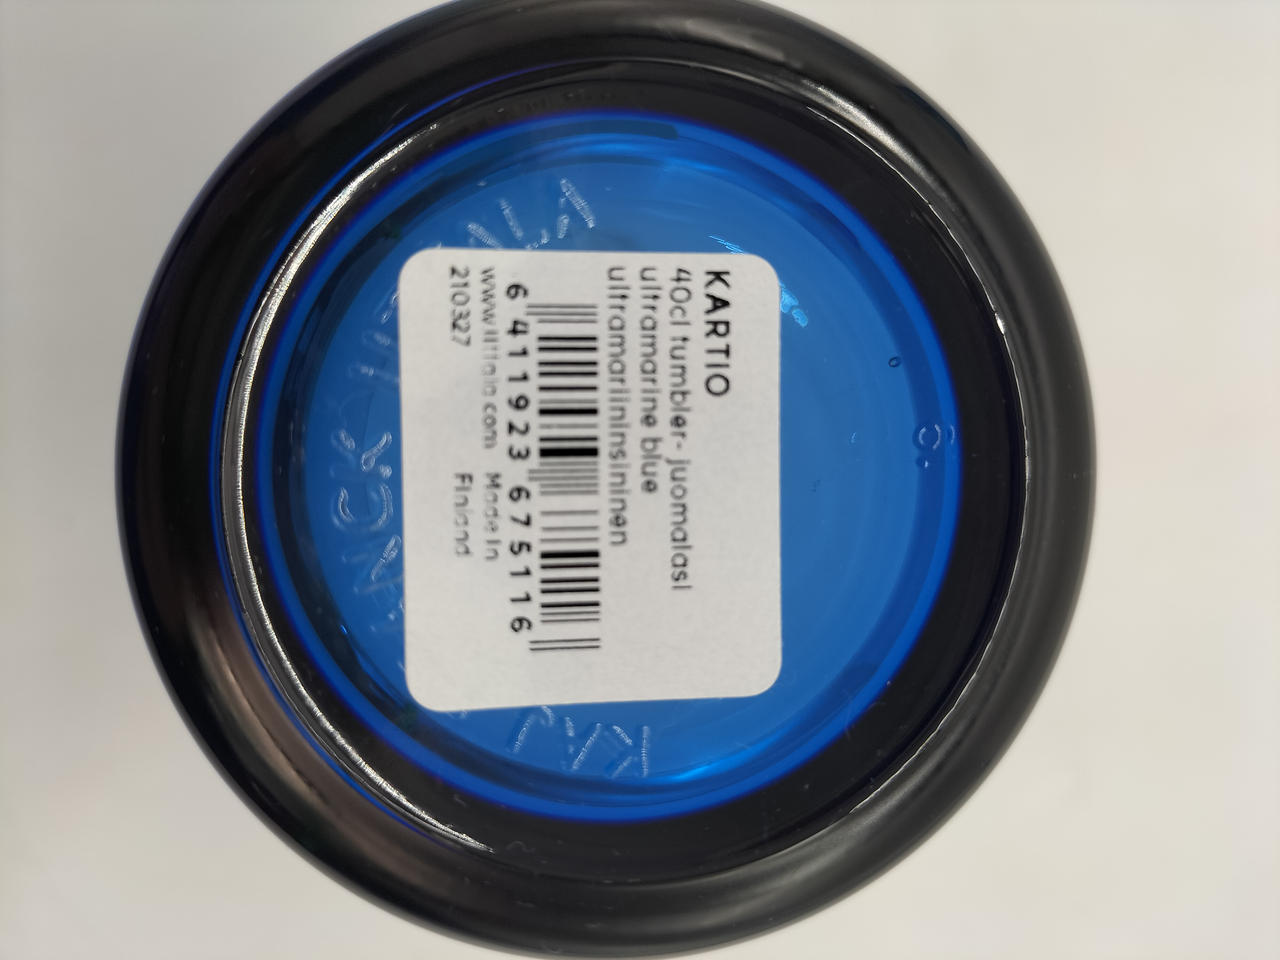 KARTIO
40cl tumbler- juomalasi
ultramarine blue
ultramariininsininen
6 411923 675116
www.iittala.com Made in
210327 Finland